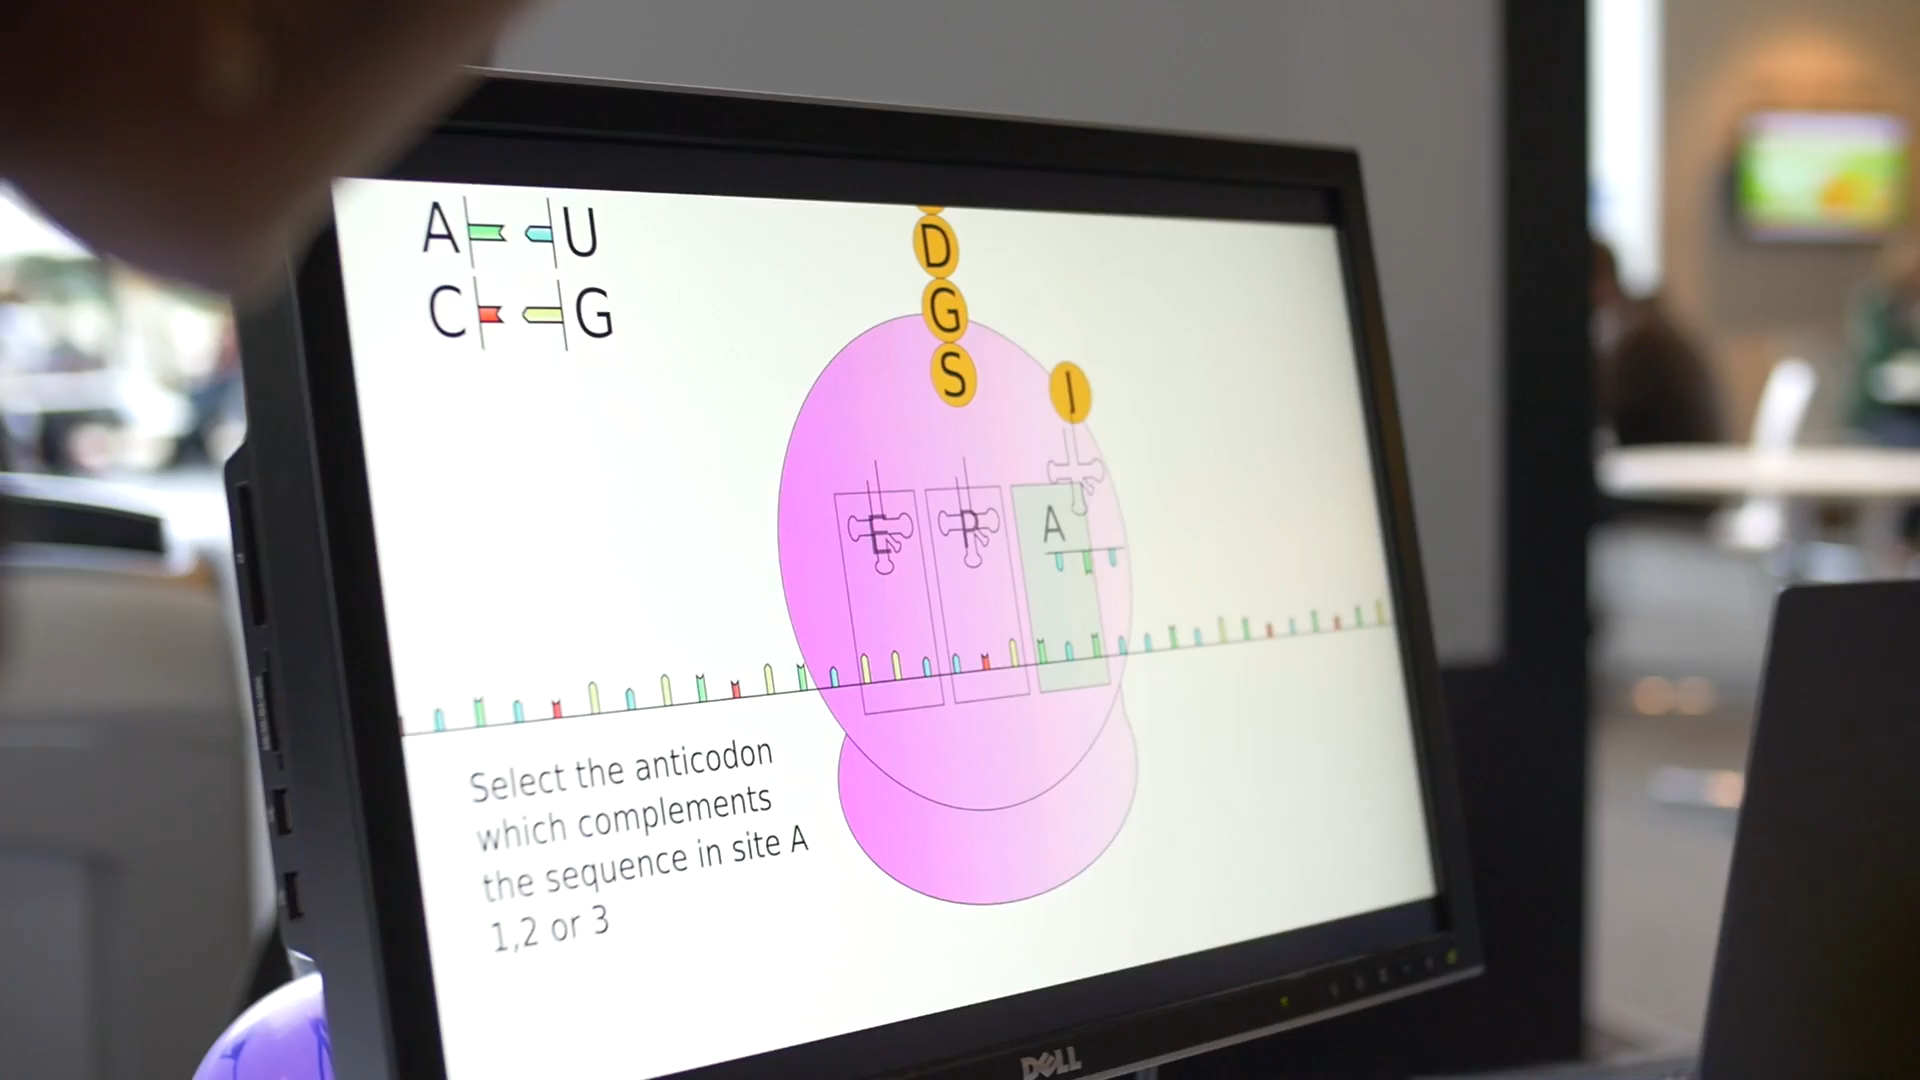 A U
C G
D
G
S
I
E P A
Select the anticodon
which complements
the sequence in site A
1,2 or 3
DELL